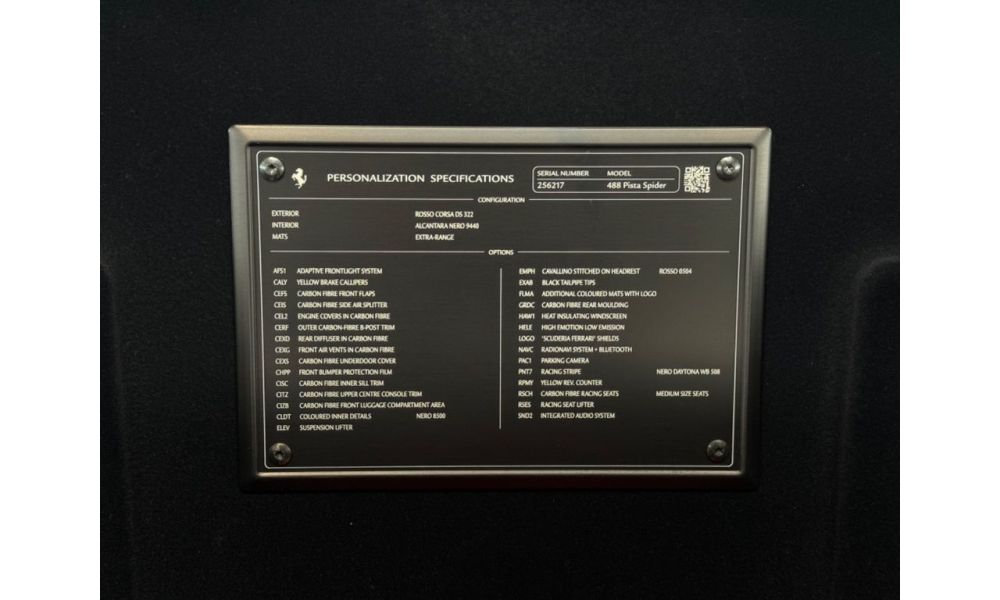 PERSONALIZATION SPECIFICATIONS
SERIAL NUMBER MODEL
256217 488 Pista Spider
CONFIGURATION
EXTERIOR ROSSO CORSA DS 322
INTERIOR ALCANTARA NERO 9440
MATS EXTRA-RANGE
OPTIONS
AFS1 ADAPTIVE FRONTLIGHT SYSTEM
CALY YELLOW BRAKE CALLIPERS
CEF5 CARBON FIBRE FRONT FLAPS
CEIS CARBON FIBRE SIDE AIR SPLITTER
CEL2 ENGINE COVERS IN CARBON FIBRE
CERF OUTER CARBON-FIBRE B-POST TRIM
CEXD REAR DIFFUSER IN CARBON FIBRE
CEXG FRONT AIR VENTS IN CARBON FIBRE
CEXS CARBON FIBRE UNDERDOOR COVER
CHPP FRONT BUMPER PROTECTION FILM
CISC CARBON FIBRE INNER SILL TRIM
CITZ CARBON FIBRE UPPER CENTRE CONSOLE TRIM
CIZB CARBON FIBRE FRONT LUGGAGE COMPARTMENT AREA
CLDT COLOURED INNER DETAILS NERO 8500
ELEV SUSPENSION LIFTER
EMPH CAVALLINO STITCHED ON HEADREST ROSSO 8504
EXAB BLACK TAILPIPE TIPS
FLMA ADDITIONAL COLOURED MATS WITH LOGO
GRDC CARBON FIBRE REAR MOULDING
HAW1 HEAT INSULATING WINDSCREEN
HELE HIGH EMOTION LOW EMISSION
LOGO 'SCUDERIA FERRARI' SHIELDS
NAVC RADIONAVI SYSTEM + BLUETOOTH
PAC1 PARKING CAMERA
PNT7 RACING STRIPE NERO DAYTONA WB 508
RPMY YELLOW REV. COUNTER
RSCH CARBON FIBRE RACING SEATS MEDIUM SIZE SEATS
RSES RACING SEAT LIFTER
SND2 INTEGRATED AUDIO SYSTEM